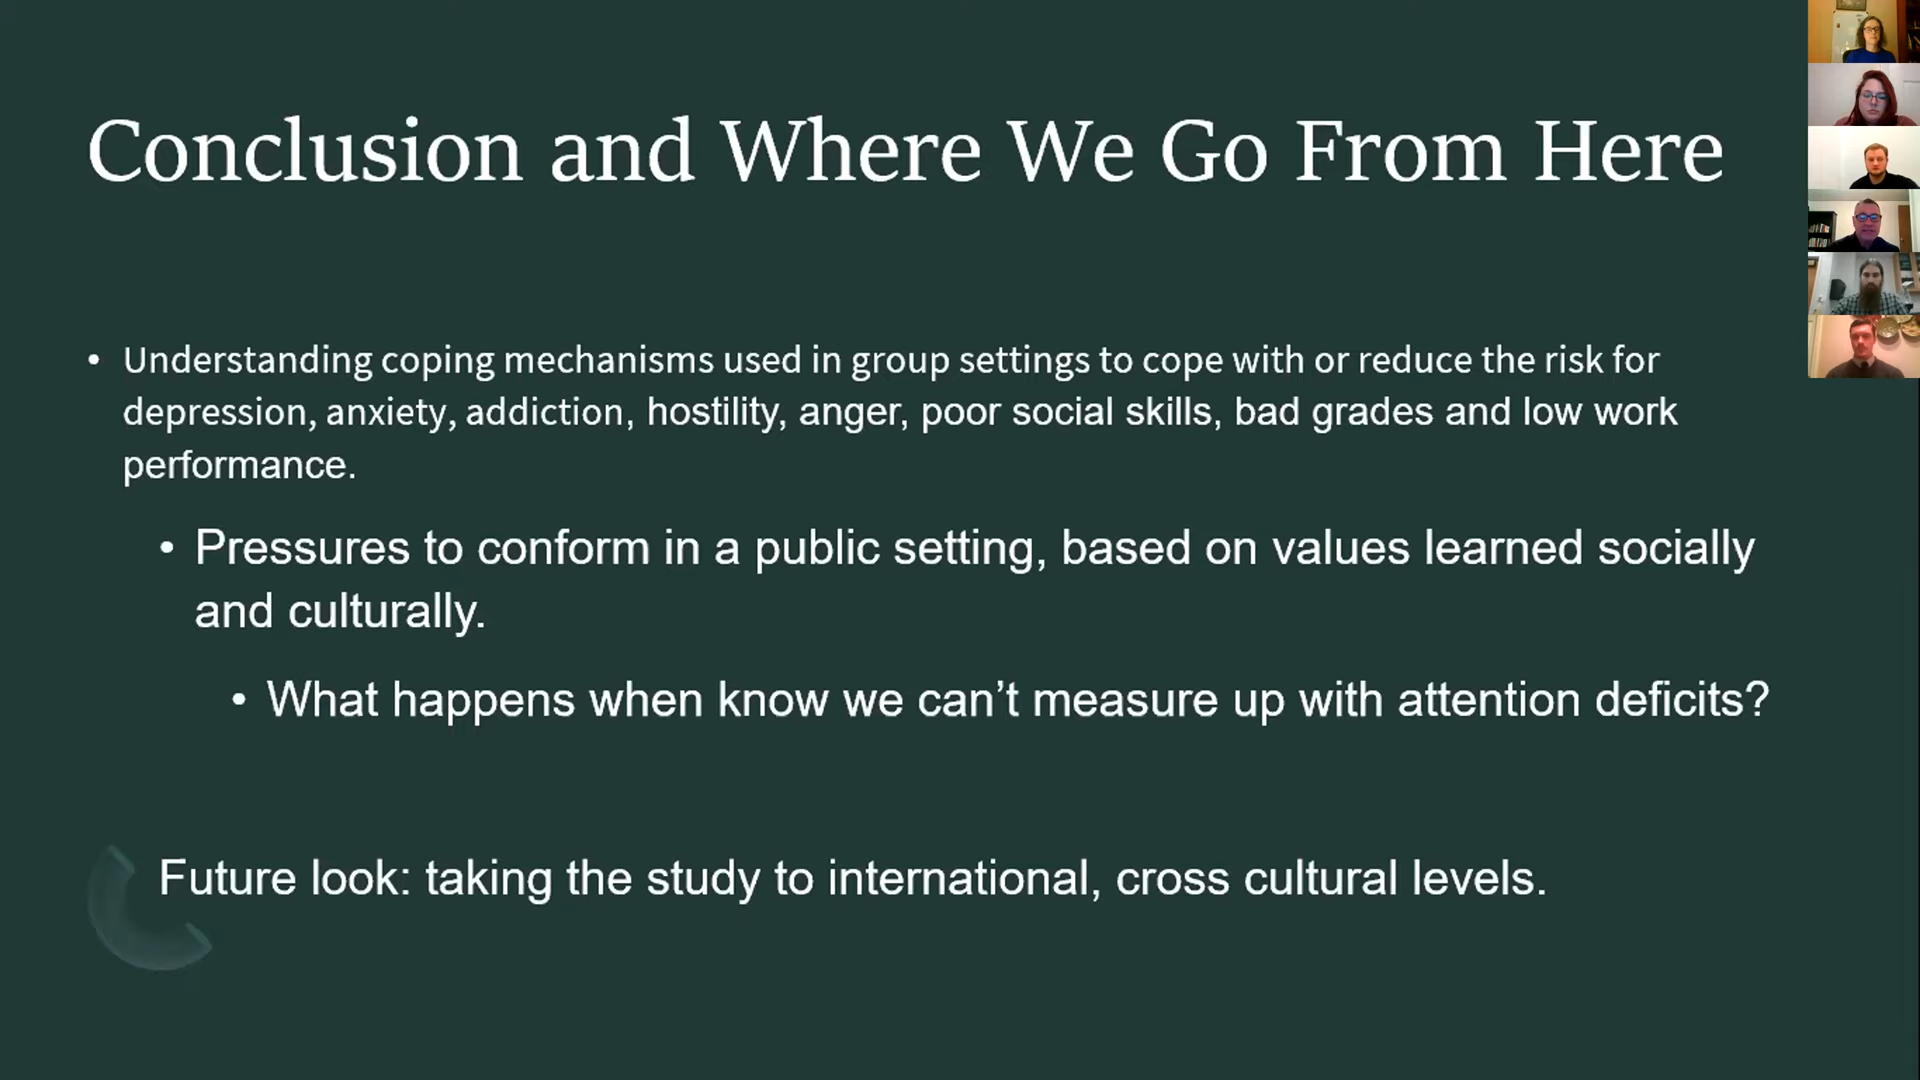 Conclusion and Where We Go From Here
• Understanding coping mechanisms used in group settings to cope with or reduce the risk for
depression, anxiety, addiction, hostility, anger, poor social skills, bad grades and low work
performance.
• Pressures to conform in a public setting, based on values learned socially
and culturally.
• What happens when know we can’t measure up with attention deficits?
Future look: taking the study to international, cross cultural levels.